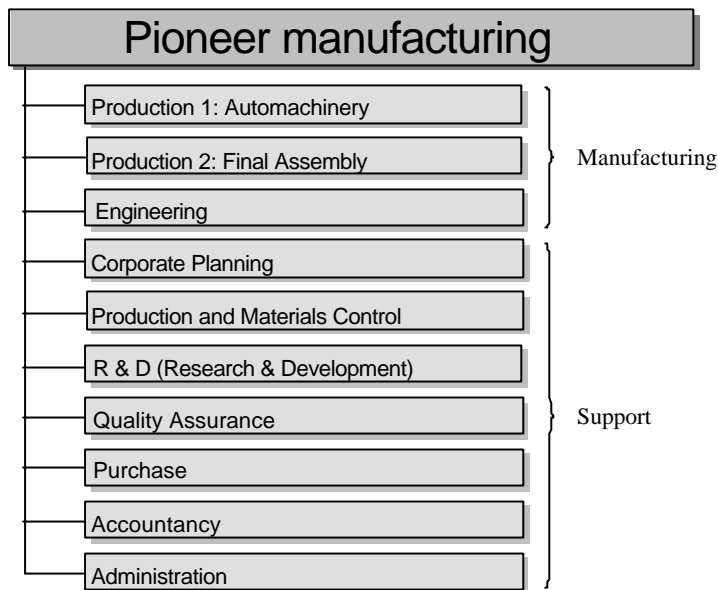 Pioneer manufacturing
Production 1: Automachinery
Production 2: Final Assembly
Manufacturing
Engineering
Corporate Planning
Production and Materials Control
R & D (Research & Development)
Quality Assurance
Support
Purchase
Accountancy
Administration